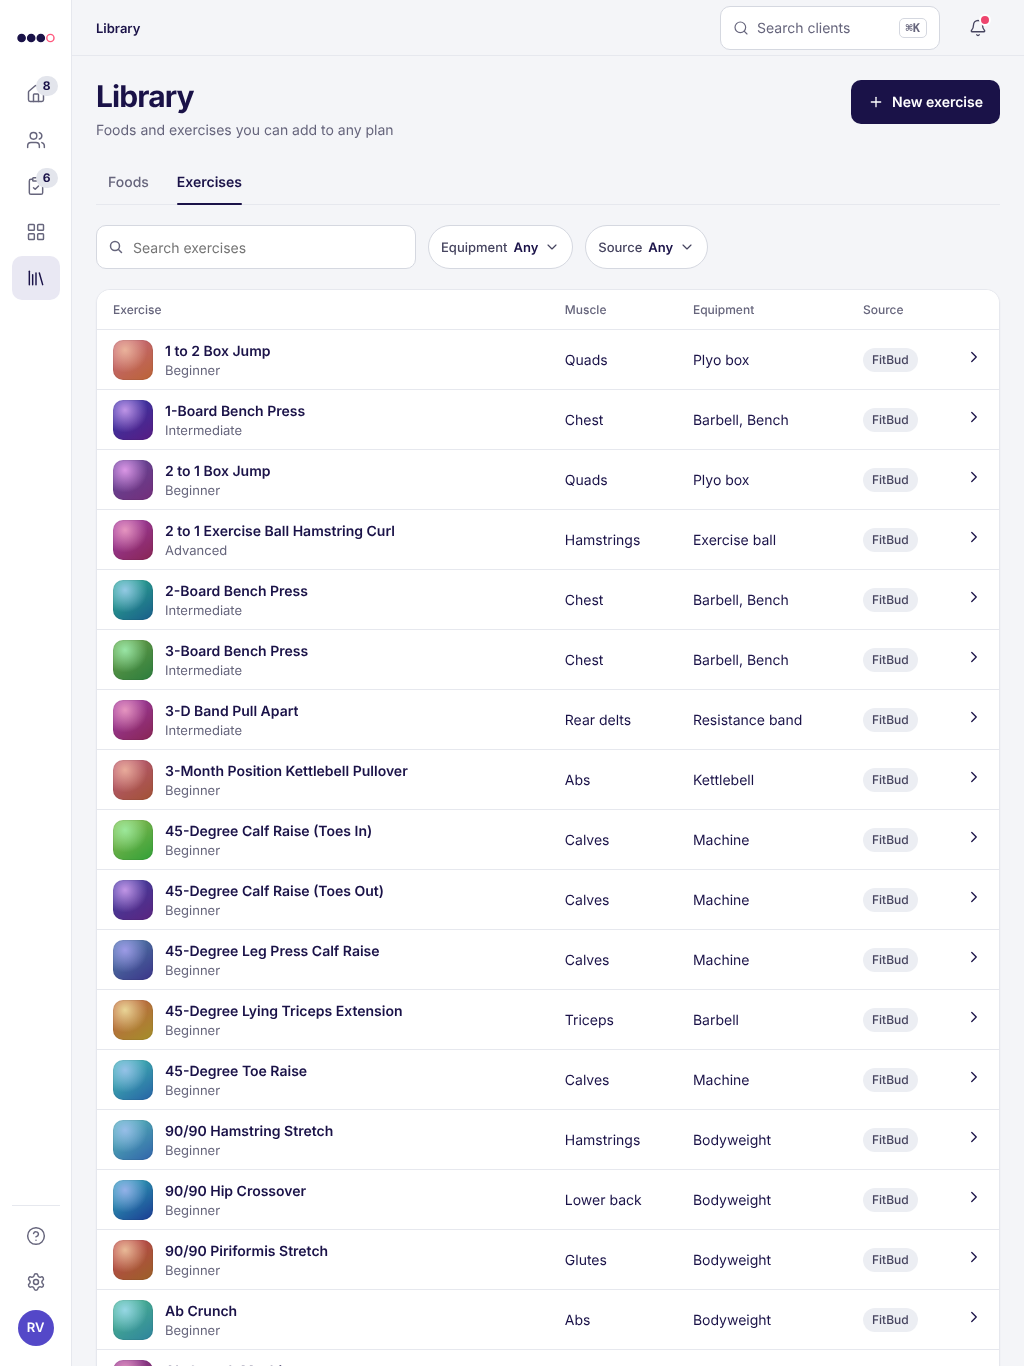 Library
Search clients
⌘K
8
6
Library
Foods and exercises you can add to any plan
New exercise
Foods
Exercises
Search exercises
Equipment Any
Source Any
Exercise Muscle Equipment Source
1 to 2 Box Jump
Beginner
Quads
Plyo box
FitBud
1-Board Bench Press
Intermediate
Chest
Barbell, Bench
FitBud
2 to 1 Box Jump
Beginner
Quads
Plyo box
FitBud
2 to 1 Exercise Ball Hamstring Curl
Advanced
Hamstrings
Exercise ball
FitBud
2-Board Bench Press
Intermediate
Chest
Barbell, Bench
FitBud
3-Board Bench Press
Intermediate
Chest
Barbell, Bench
FitBud
3-D Band Pull Apart
Intermediate
Rear delts
Resistance band
FitBud
3-Month Position Kettlebell Pullover
Beginner
Abs
Kettlebell
FitBud
45-Degree Calf Raise (Toes In)
Beginner
Calves
Machine
FitBud
45-Degree Calf Raise (Toes Out)
Beginner
Calves
Machine
FitBud
45-Degree Leg Press Calf Raise
Beginner
Calves
Machine
FitBud
45-Degree Lying Triceps Extension
Beginner
Triceps
Barbell
FitBud
45-Degree Toe Raise
Beginner
Calves
Machine
FitBud
90/90 Hamstring Stretch
Beginner
Hamstrings
Bodyweight
FitBud
90/90 Hip Crossover
Beginner
Lower back
Bodyweight
FitBud
90/90 Piriformis Stretch
Beginner
Glutes
Bodyweight
FitBud
Ab Crunch
Beginner
Abs
Bodyweight
FitBud
RV